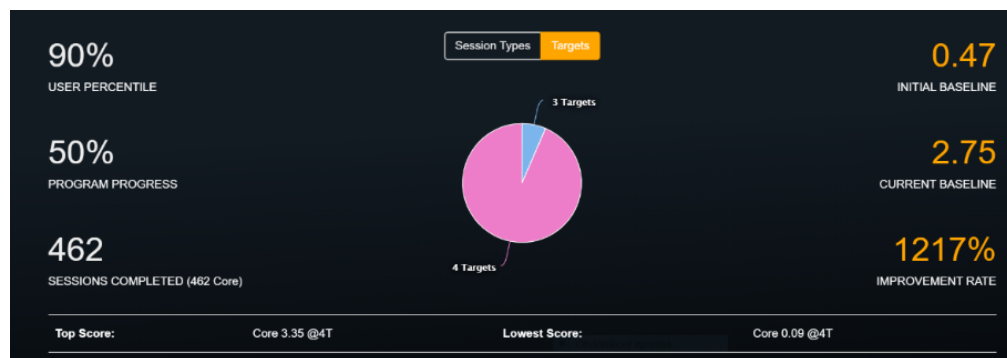 90%
USER PERCENTILE
50%
PROGRAM PROGRESS
462
SESSIONS COMPLETED (462 Core)
Session Types Targets
3 Targets
4 Targets
0.47
INITIAL BASELINE
2.75
CURRENT BASELINE
1217%
IMPROVEMENT RATE
Top Score: Core 3.35 @4T Lowest Score: Core 0.09 @4T